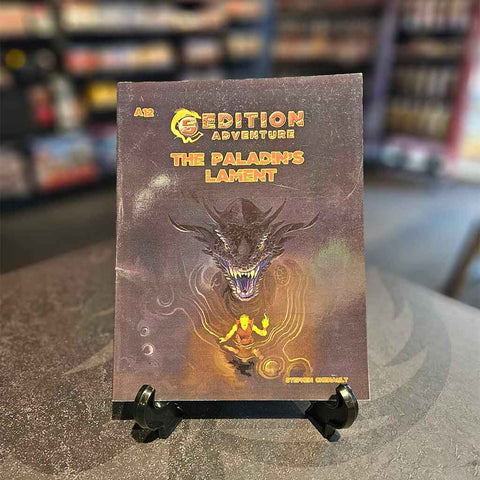 A12
5 EDITION
ADVENTURE
THE PALADIN'S
LAMENT
STEPHEN CHENAULT